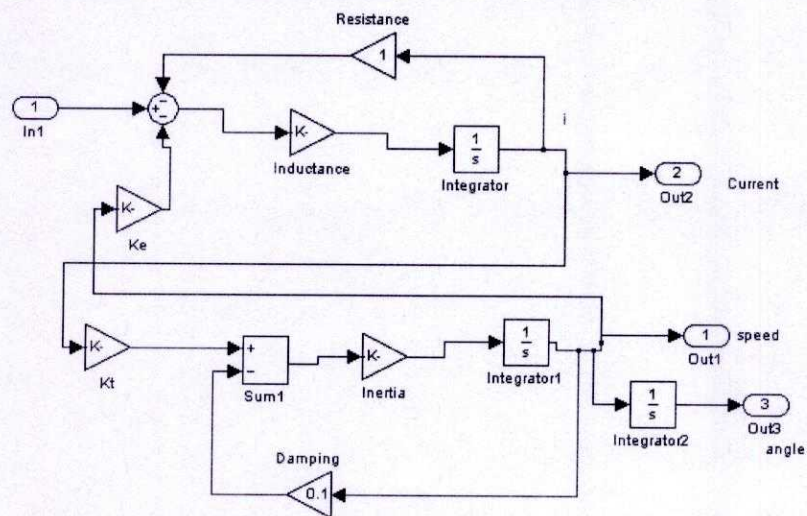 Resistance
1
1
In1
+
−
−
K-
Inductance
1
s
Integrator
i
2
Out2
Current
K-
Ke
K-
Kt
+
−
Sum1
K-
Inertia
1
s
Integrator1
1
speed
Out1
1
s
Integrator2
3
Out3
angle
Damping
0.1